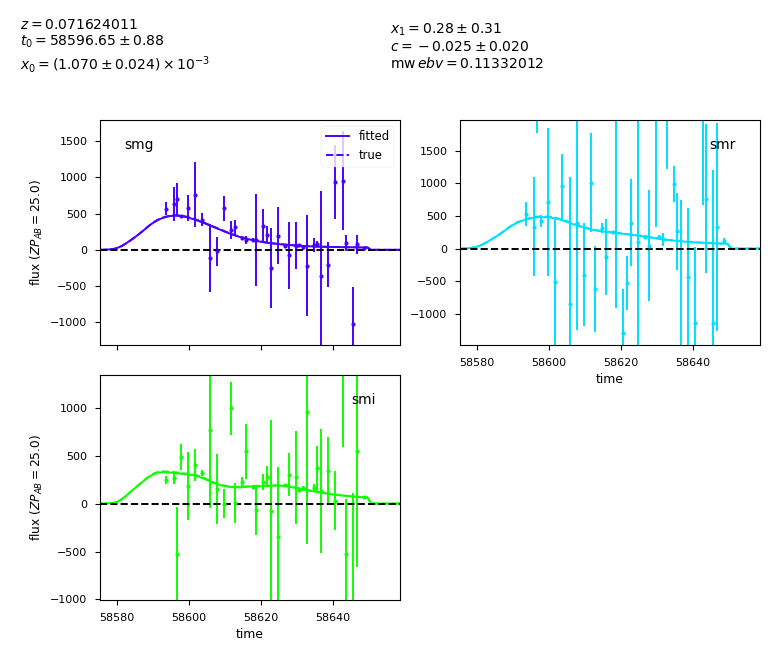 z = 0.071624011
t₀ = 58596.65 ± 0.88
x₀ = (1.070 ± 0.024) × 10⁻³
x₁ = 0.28 ± 0.31
c = −0.025 ± 0.020
mw ebv = 0.11332012
smg
fitted
true
1500
1000
500
0
−500
−1000
flux (ZP_AB = 25.0)
smr
1500
1000
500
0
−500
−1000
58580 58600 58620 58640
time
smi
1000
500
0
−500
−1000
flux (ZP_AB = 25.0)
58580 58600 58620 58640
time